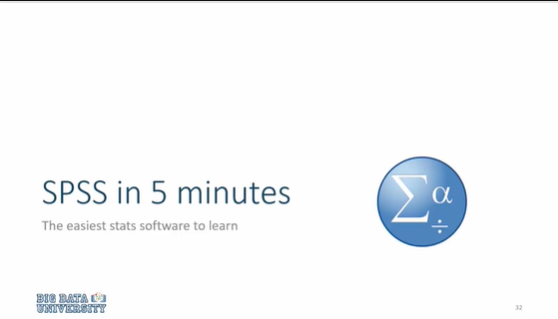 SPSS in 5 minutes
The easiest stats software to learn
Σ α
÷
BIG DATA
UNIVERSITY
32